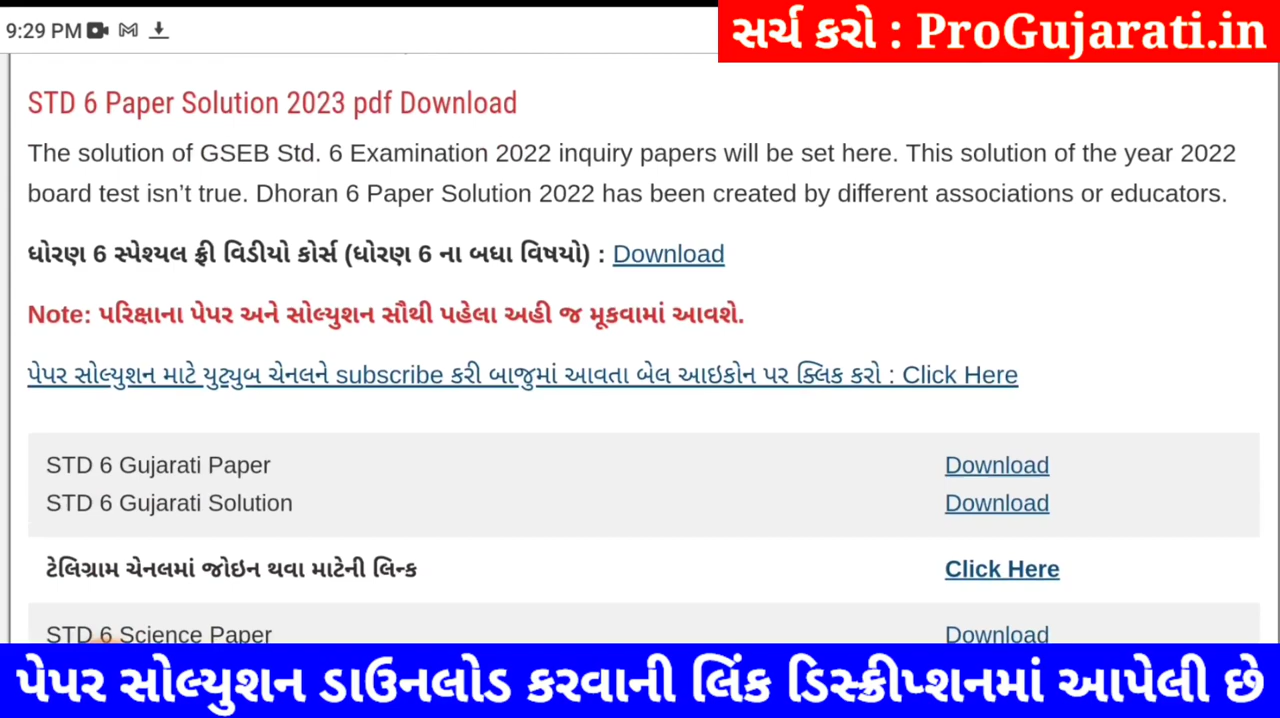 9:29 PM
સર્ચ કરો : ProGujarati.in
STD 6 Paper Solution 2023 pdf Download
The solution of GSEB Std. 6 Examination 2022 inquiry papers will be set here. This solution of the year 2022
board test isn’t true. Dhoran 6 Paper Solution 2022 has been created by different associations or educators.
ધોરણ 6 સ્પેશ્યલ ફ્રી વિડીયો કોર્સ (ધોરણ 6 ના બધા વિષયો) : Download
Note: પરિક્ષાના પેપર અને સોલ્યુશન સૌથી પહેલા અહી જ મૂકવામાં આવશે.
પેપર સોલ્યુશન માટે યુટ્યુબ ચેનલને subscribe કરી બાજુમાં આવતા બેલ આઇકોન પર ક્લિક કરો : Click Here
STD 6 Gujarati Paper Download
STD 6 Gujarati Solution Download
ટેલિગ્રામ ચેનલમાં જોઇન થવા માટેની લિન્ક Click Here
STD 6 Science Paper Download
પેપર સોલ્યુશન ડાઉનલોડ કરવાની લિંક ડિસ્ક્રીપ્શનમાં આપેલી છે